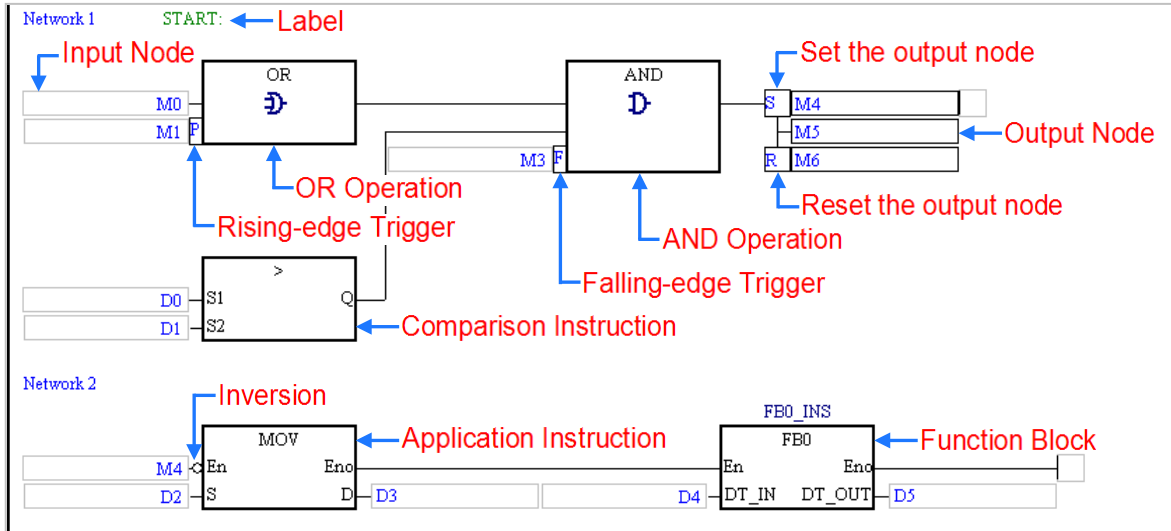 Network 1 START: Label
Input Node
OR
AND
Set the output node
M0
S M4
M1 P
M5
Output Node
M3 F
R M6
OR Operation
Reset the output node
Rising-edge Trigger
AND Operation
>
Falling-edge Trigger
D0 S1 Q
D1 S2
Comparison Instruction
Network 2
Inversion
FB0_INS
MOV
Application Instruction
FB0
Function Block
M4 En Eno
En Eno
D2 S D D3
D4 DT_IN DT_OUT D5